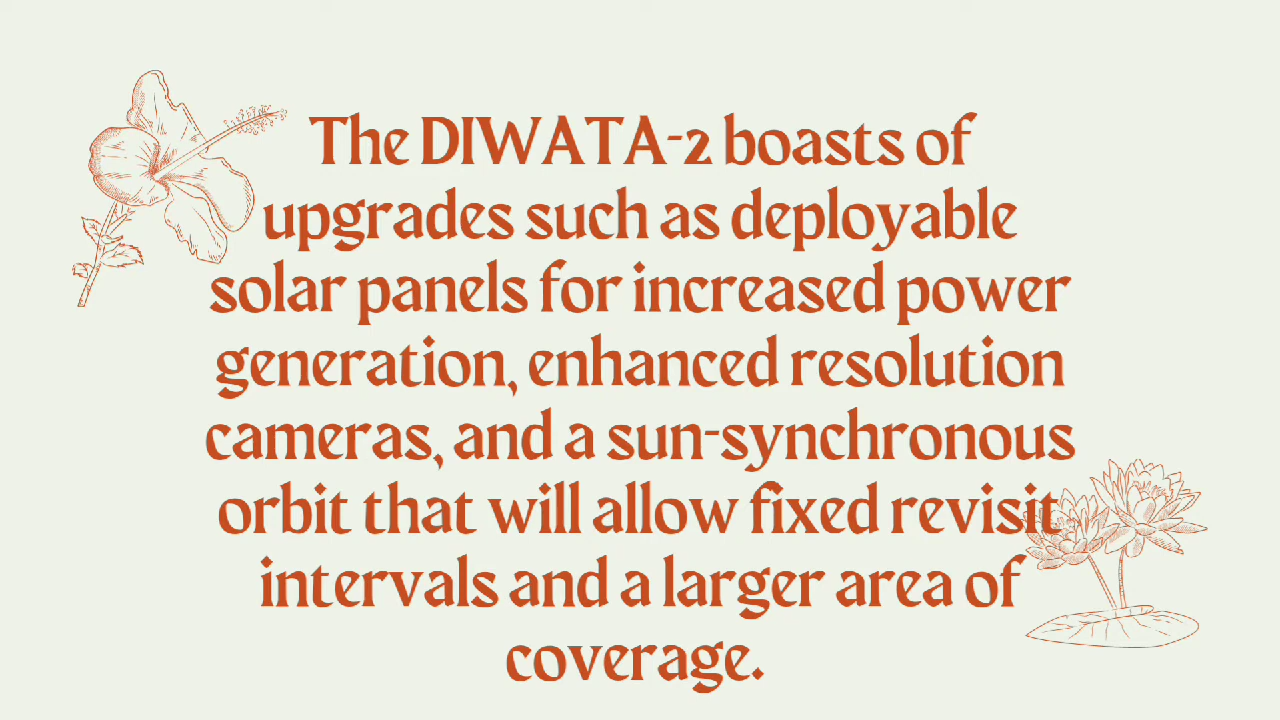 The DIWATA-2 boasts of
upgrades such as deployable
solar panels for increased power
generation, enhanced resolution
cameras, and a sun-synchronous
orbit that will allow fixed revisit
intervals and a larger area of
coverage.